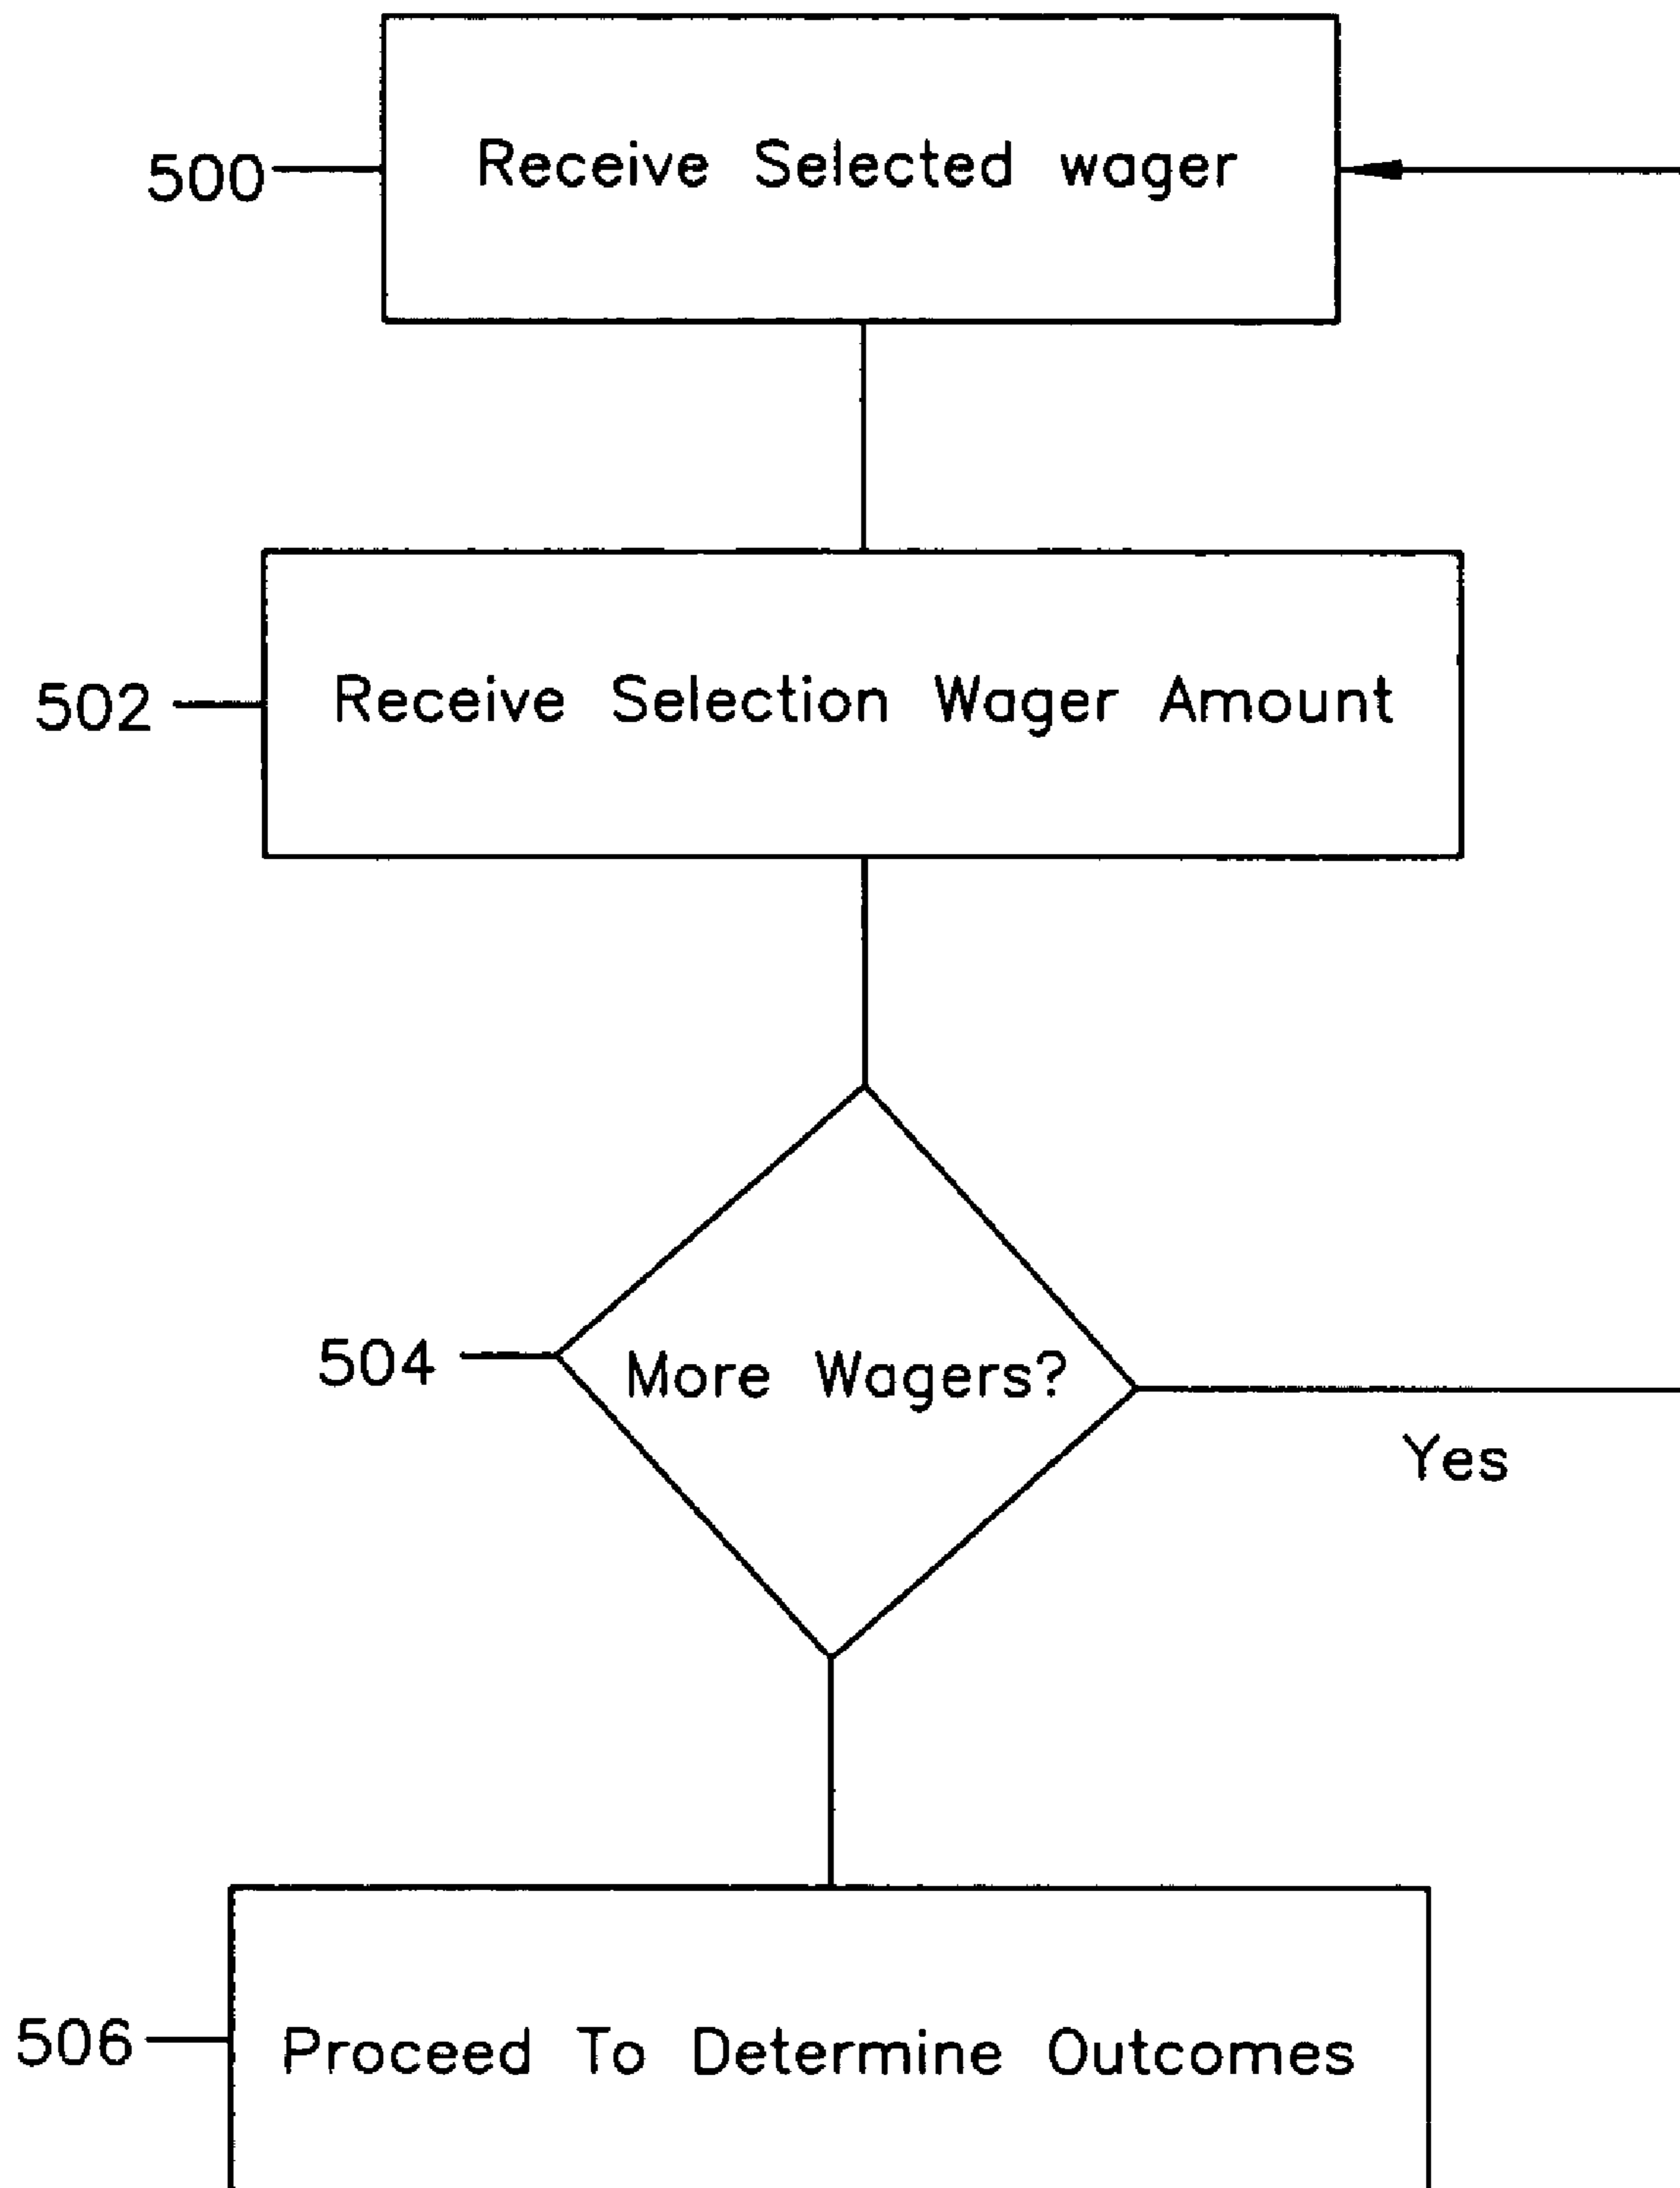 500
Receive Selected wager
502
Receive Selection Wager Amount
504
More Wagers?
Yes
506
Proceed To Determine Outcomes